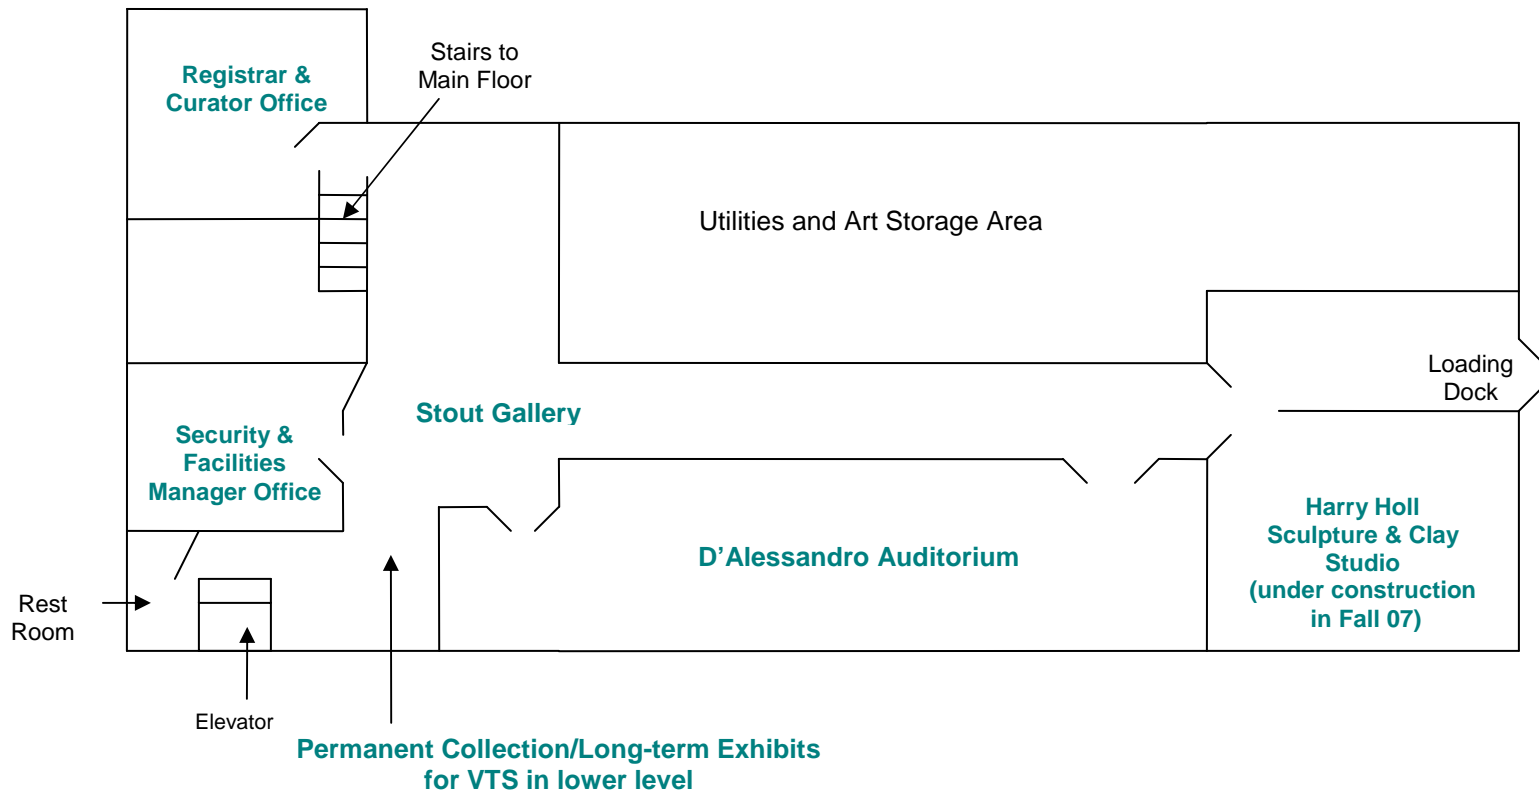 Stairs to
Main Floor
Registrar &
Curator Office
Utilities and Art Storage Area
Loading
Dock
Stout Gallery
Security &
Facilities
Manager Office
D’Alessandro Auditorium
Harry Holl
Sculpture & Clay
Studio
(under construction
in Fall 07)
Rest
Room
Elevator
Permanent Collection/Long-term Exhibits
for VTS in lower level